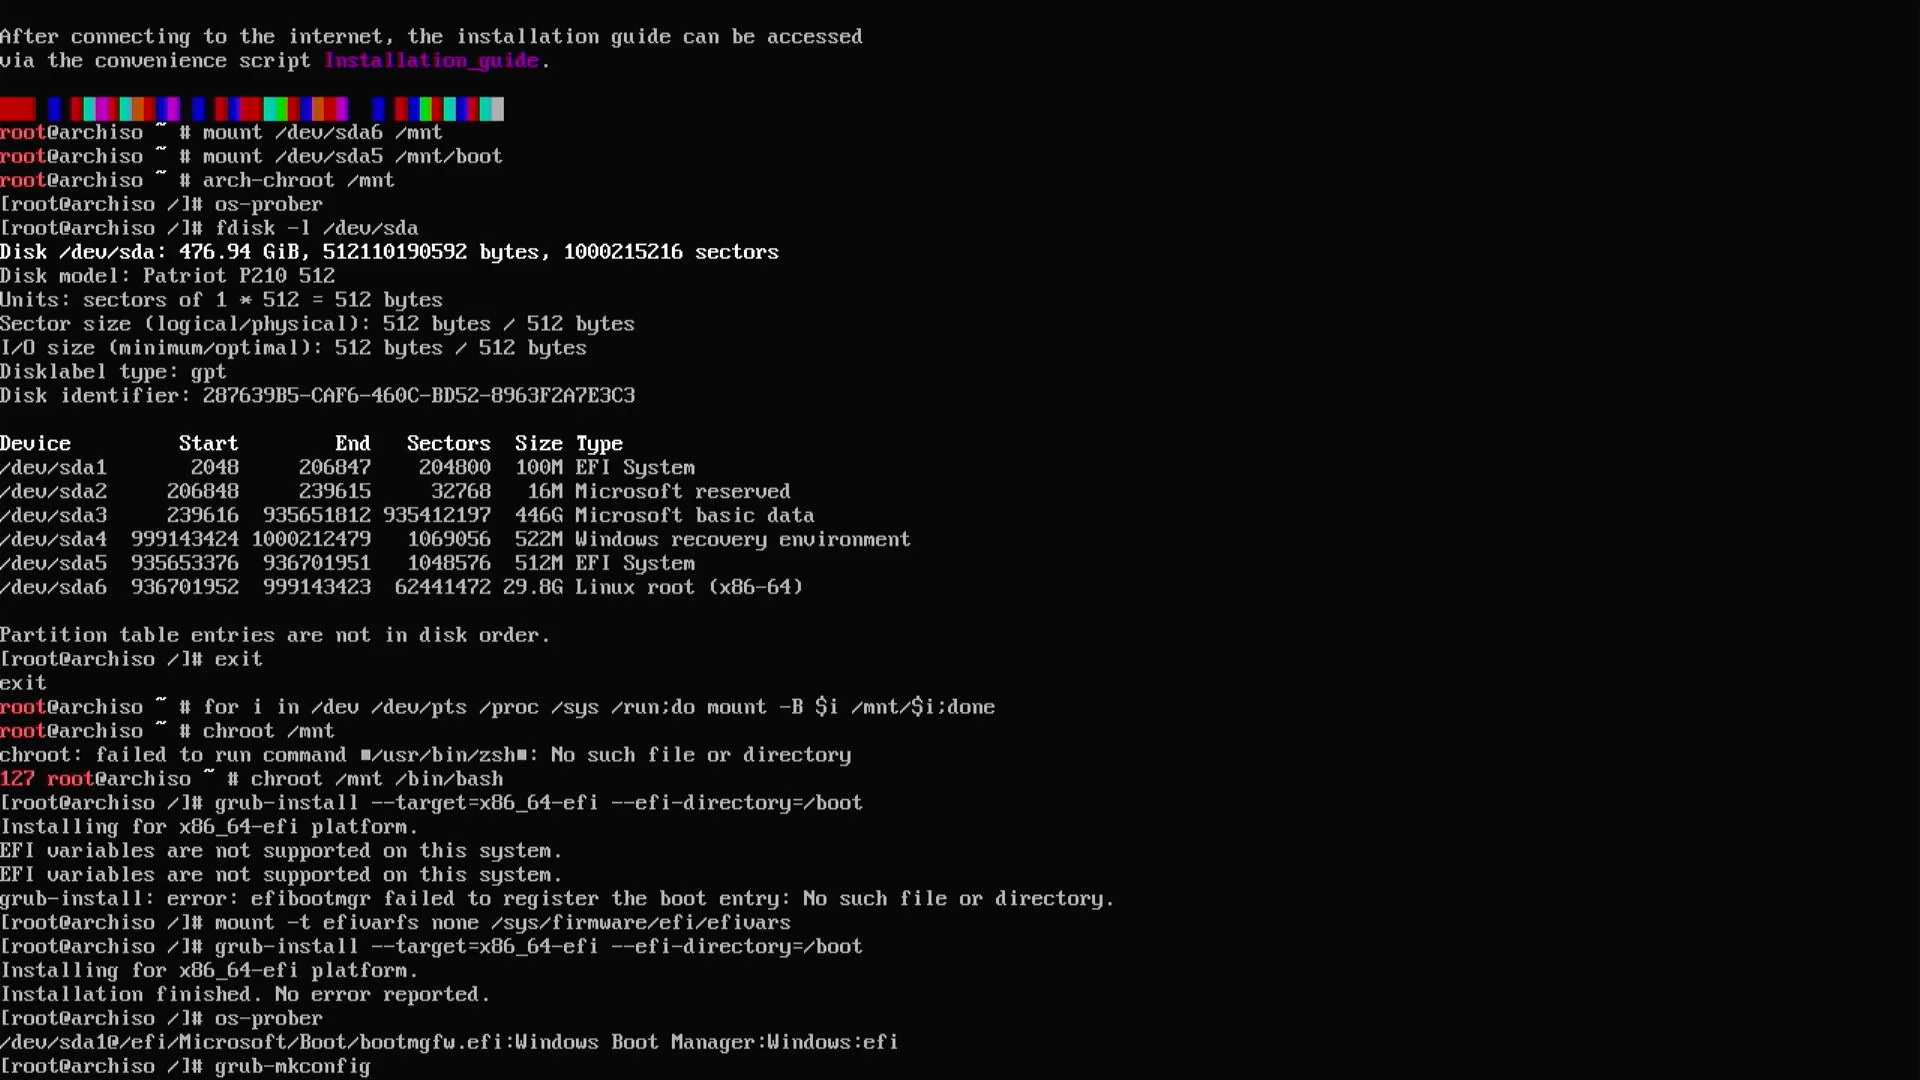 After connecting to the internet, the installation guide can be accessed
via the convenience script Installation_guide.
root@archiso ~ # mount /dev/sda6 /mnt
root@archiso ~ # mount /dev/sda5 /mnt/boot
root@archiso ~ # arch-chroot /mnt
[root@archiso /]# os-prober
[root@archiso /]# fdisk -l /dev/sda
Disk /dev/sda: 476.94 GiB, 512110190592 bytes, 1000215216 sectors
Disk model: Patriot P210 512
Units: sectors of 1 * 512 = 512 bytes
Sector size (logical/physical): 512 bytes / 512 bytes
I/O size (minimum/optimal): 512 bytes / 512 bytes
Disklabel type: gpt
Disk identifier: 287639B5-CAF6-460C-BD52-8963F2A7E3C3
Device Start End Sectors Size Type
/dev/sda1 2048 206847 204800 100M EFI System
/dev/sda2 206848 239615 32768 16M Microsoft reserved
/dev/sda3 239616 935651812 935412197 446G Microsoft basic data
/dev/sda4 999143424 1000212479 1069056 522M Windows recovery environment
/dev/sda5 935653376 936701951 1048576 512M EFI System
/dev/sda6 936701952 999143423 62441472 29.8G Linux root (x86-64)
Partition table entries are not in disk order.
[root@archiso /]# exit
exit
root@archiso ~ # for i in /dev /dev/pts /proc /sys /run;do mount -B $i /mnt/$i;done
root@archiso ~ # chroot /mnt
chroot: failed to run command ■/usr/bin/zsh■: No such file or directory
127 root@archiso ~ # chroot /mnt /bin/bash
[root@archiso /]# grub-install --target=x86_64-efi --efi-directory=/boot
Installing for x86_64-efi platform.
EFI variables are not supported on this system.
EFI variables are not supported on this system.
grub-install: error: efibootmgr failed to register the boot entry: No such file or directory.
[root@archiso /]# mount -t efivarfs none /sys/firmware/efi/efivars
[root@archiso /]# grub-install --target=x86_64-efi --efi-directory=/boot
Installing for x86_64-efi platform.
Installation finished. No error reported.
[root@archiso /]# os-prober
/dev/sda1@/efi/Microsoft/Boot/bootmgfw.efi:Windows Boot Manager:Windows:efi
[root@archiso /]# grub-mkconfig